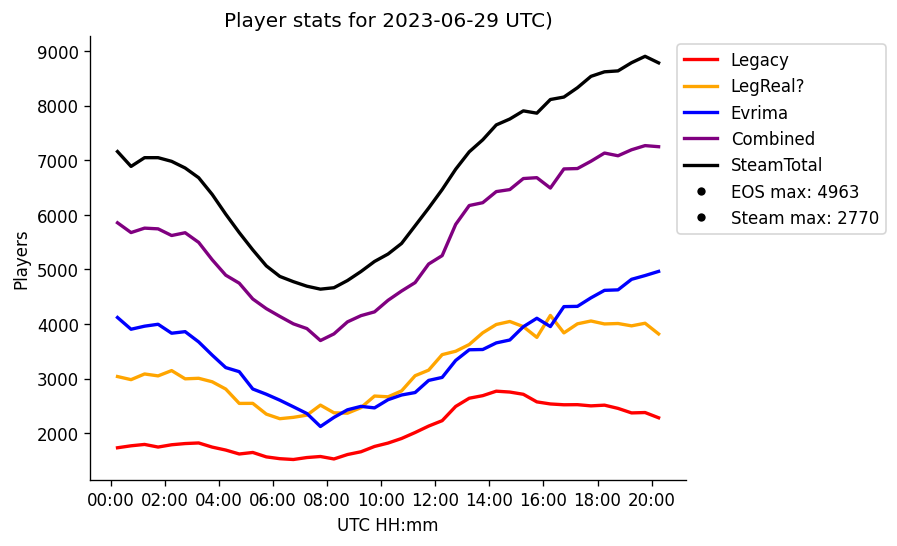 Player stats for 2023-06-29 UTC)
Legacy
LegReal?
Evrima
Combined
SteamTotal
EOS max: 4963
Steam max: 2770
Players
9000
8000
7000
6000
5000
4000
3000
2000
00:00 02:00 04:00 06:00 08:00 10:00 12:00 14:00 16:00 18:00 20:00
UTC HH:mm